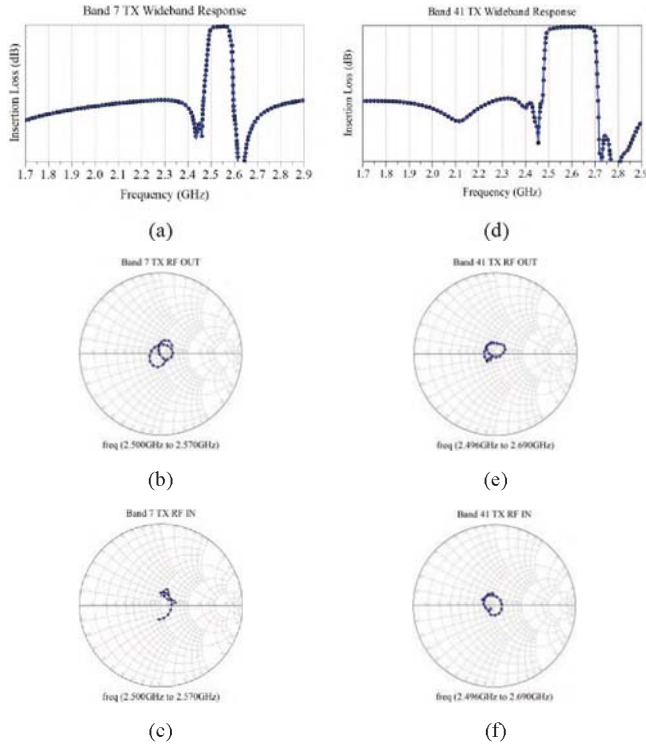 Band 7 TX Wideband Response
Insertion Loss (dB)
1.7 1.8 1.9 2.0 2.1 2.2 2.3 2.4 2.5 2.6 2.7 2.8 2.9
Frequency (GHz)
(a)
Band 41 TX Wideband Response
Insertion Loss (dB)
1.7 1.8 1.9 2.0 2.1 2.2 2.3 2.4 2.5 2.6 2.7 2.8 2.9
Frequency (GHz)
(d)
Band 7 TX RF OUT
freq (2.500GHz to 2.570GHz)
(b)
Band 41 TX RF OUT
freq (2.496GHz to 2.690GHz)
(e)
Band 7 TX RF IN
freq (2.500GHz to 2.570GHz)
(c)
Band 41 TX RF IN
freq (2.496GHz to 2.690GHz)
(f)